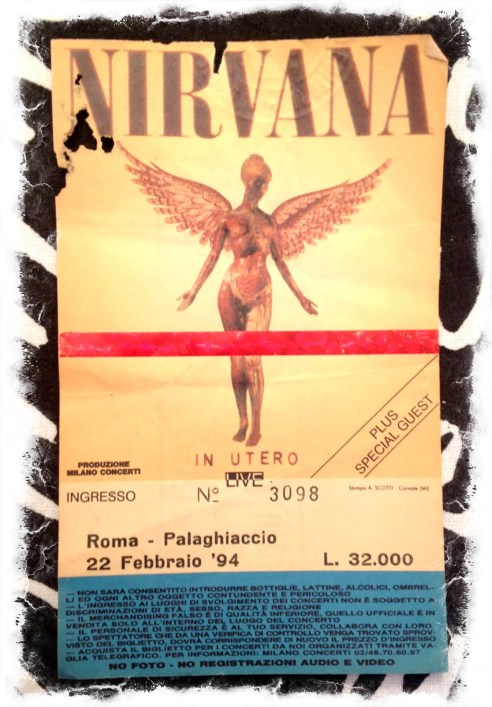 NIRVANA
IN UTERO
LIVE
PLUS
SPECIAL GUEST
PRODUZIONE
MILANO CONCERTI
INGRESSO
Nº 3098
Stampa A. SCOTTI - Cornate (MI)
Roma - Palaghiaccio
22 Febbraio '94
L. 32.000
— NON SARÀ CONSENTITO INTRODURRE BOTTIGLIE, LATTINE, ALCOLICI, OMBREL-
LI ED OGNI ALTRO OGGETTO CONTUNDENTE E PERICOLOSO.
— L'INGRESSO AI LUOGHI DI SVOLGIMENTO DEI CONCERTI NON È SOGGETTO A
DISCRIMINAZIONI DI ETÀ, SESSO, RAZZA E RELIGIONE
— IL MERCHANDISING FALSO È DI QUALITÀ INFERIORE, QUELLO UFFICIALE È IN
VENDITA SOLO ALL'INTERNO DEL LUOGO DEL CONCERTO
— IL PERSONALE DI SICUREZZA È AL TUO SERVIZIO, COLLABORA CON LORO
— LO SPETTATORE CHE DA UNA VERIFICA DI CONTROLLO VENGA TROVATO SPROV-
VISTO DEL BIGLIETTO, DOVRÀ CORRISPONDERE DI NUOVO IL PREZZO D'INGRESSO
— ACQUISTA IL BIGLIETTO PER I CONCERTI DA NOI ORGANIZZATI TRAMITE VA-
GLIA TELEGRAFICO. PER INFORMAZIONI: MILANO CONCERTI 02/48.70.60.97
NO FOTO - NO REGISTRAZIONI AUDIO E VIDEO